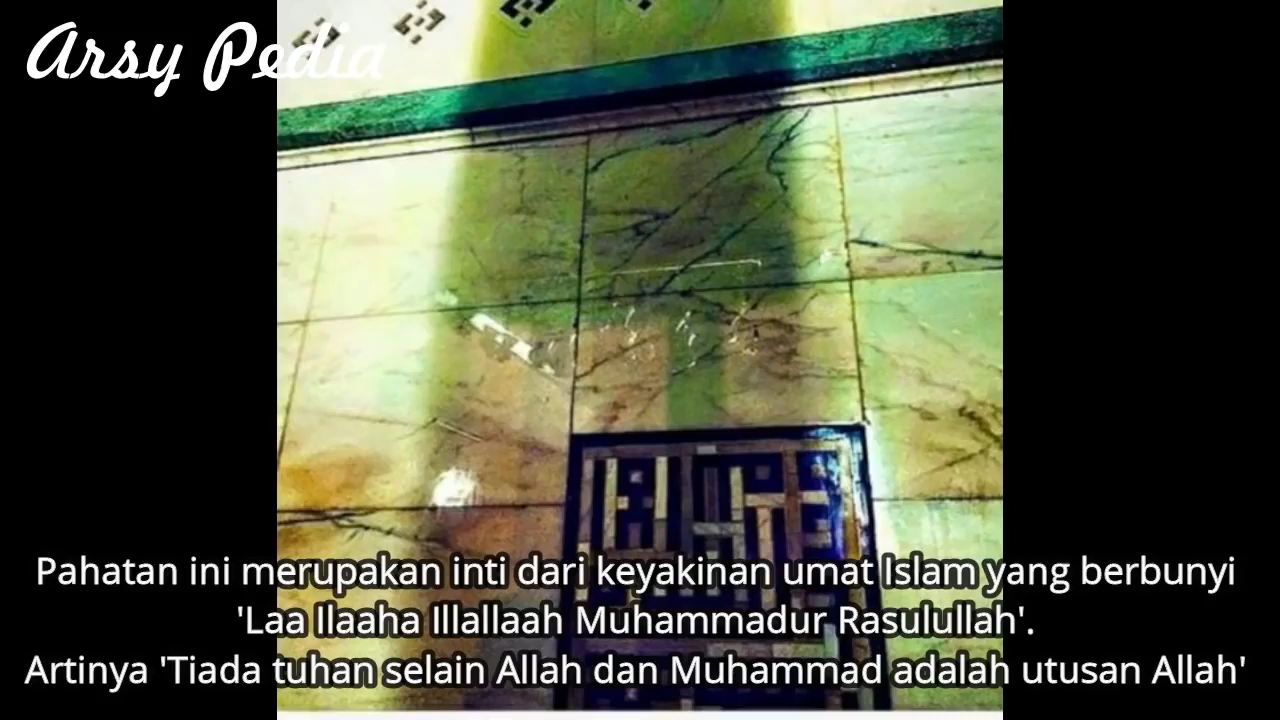 Arsy Pedia
Pahatan ini merupakan inti dari keyakinan umat Islam yang berbunyi
'Laa Ilaaha Illallaah Muhammadur Rasulullah'.
Artinya 'Tiada tuhan selain Allah dan Muhammad adalah utusan Allah'